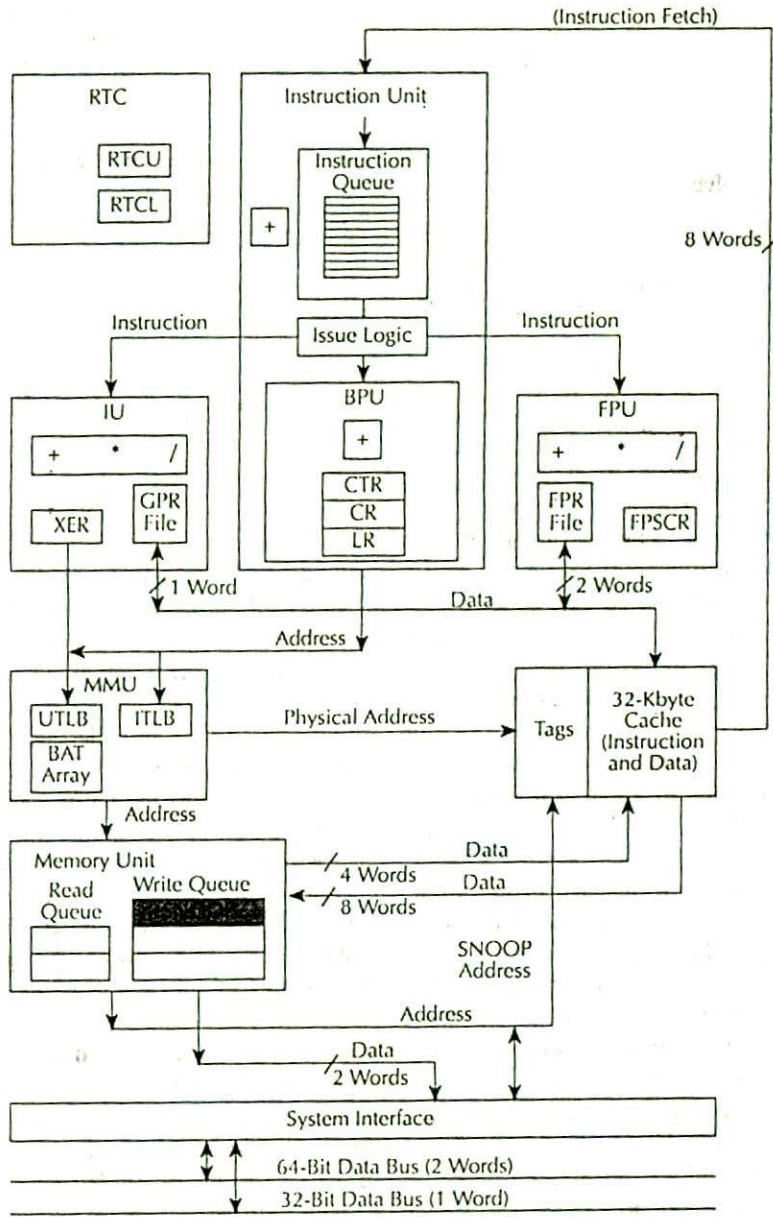 (Instruction Fetch)
RTC
RTCU
RTCL
Instruction Unit
Instruction
Queue
+
8 Words
Instruction
Issue Logic
Instruction
IU
+ * /
XER
GPR
File
BPU
+
CTR
CR
LR
FPU
+ * /
FPR
File
FPSCR
1 Word
2 Words
Data
Address
MMU
UTLB
ITLB
BAT
Array
Physical Address
Tags
32-Kbyte
Cache
(Instruction
and Data)
Address
Memory Unit
Read
Queue
Write Queue
Data
4 Words
Data
8 Words
SNOOP
Address
Address
Data
2 Words
System Interface
64-Bit Data Bus (2 Words)
32-Bit Data Bus (1 Word)